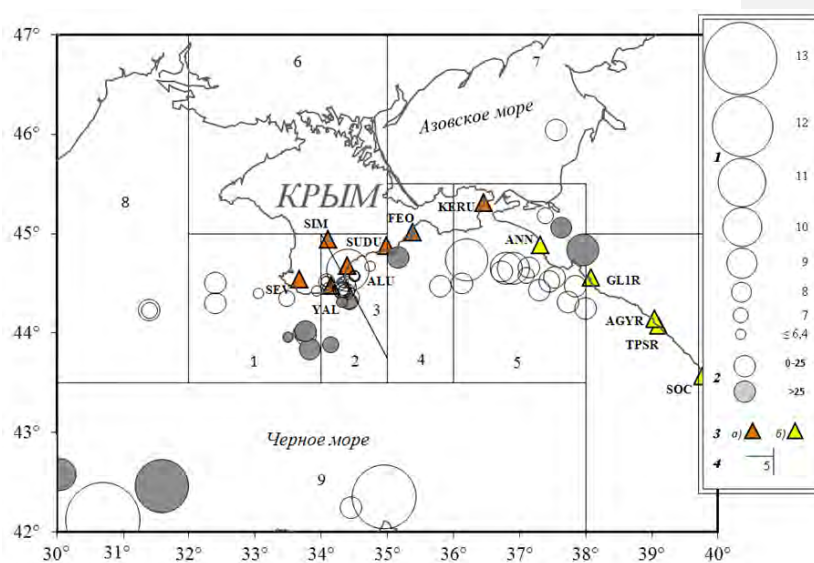 47°
46°
45°
44°
43°
42°
30° 31° 32° 33° 34° 35° 36° 37° 38° 39° 40°
6
7
Азовское море
8
КРЫМ
KERU
FEO
SIM
SUDU
ANN
ALU
SEV
YAL
3
GL1R
AGYR
TPSR
SOC
1
2
4
5
Черное море
9
13
12
1
11
10
9
8
7
≤ 6,4
2
0-25
>25
3 а) б)
4 5